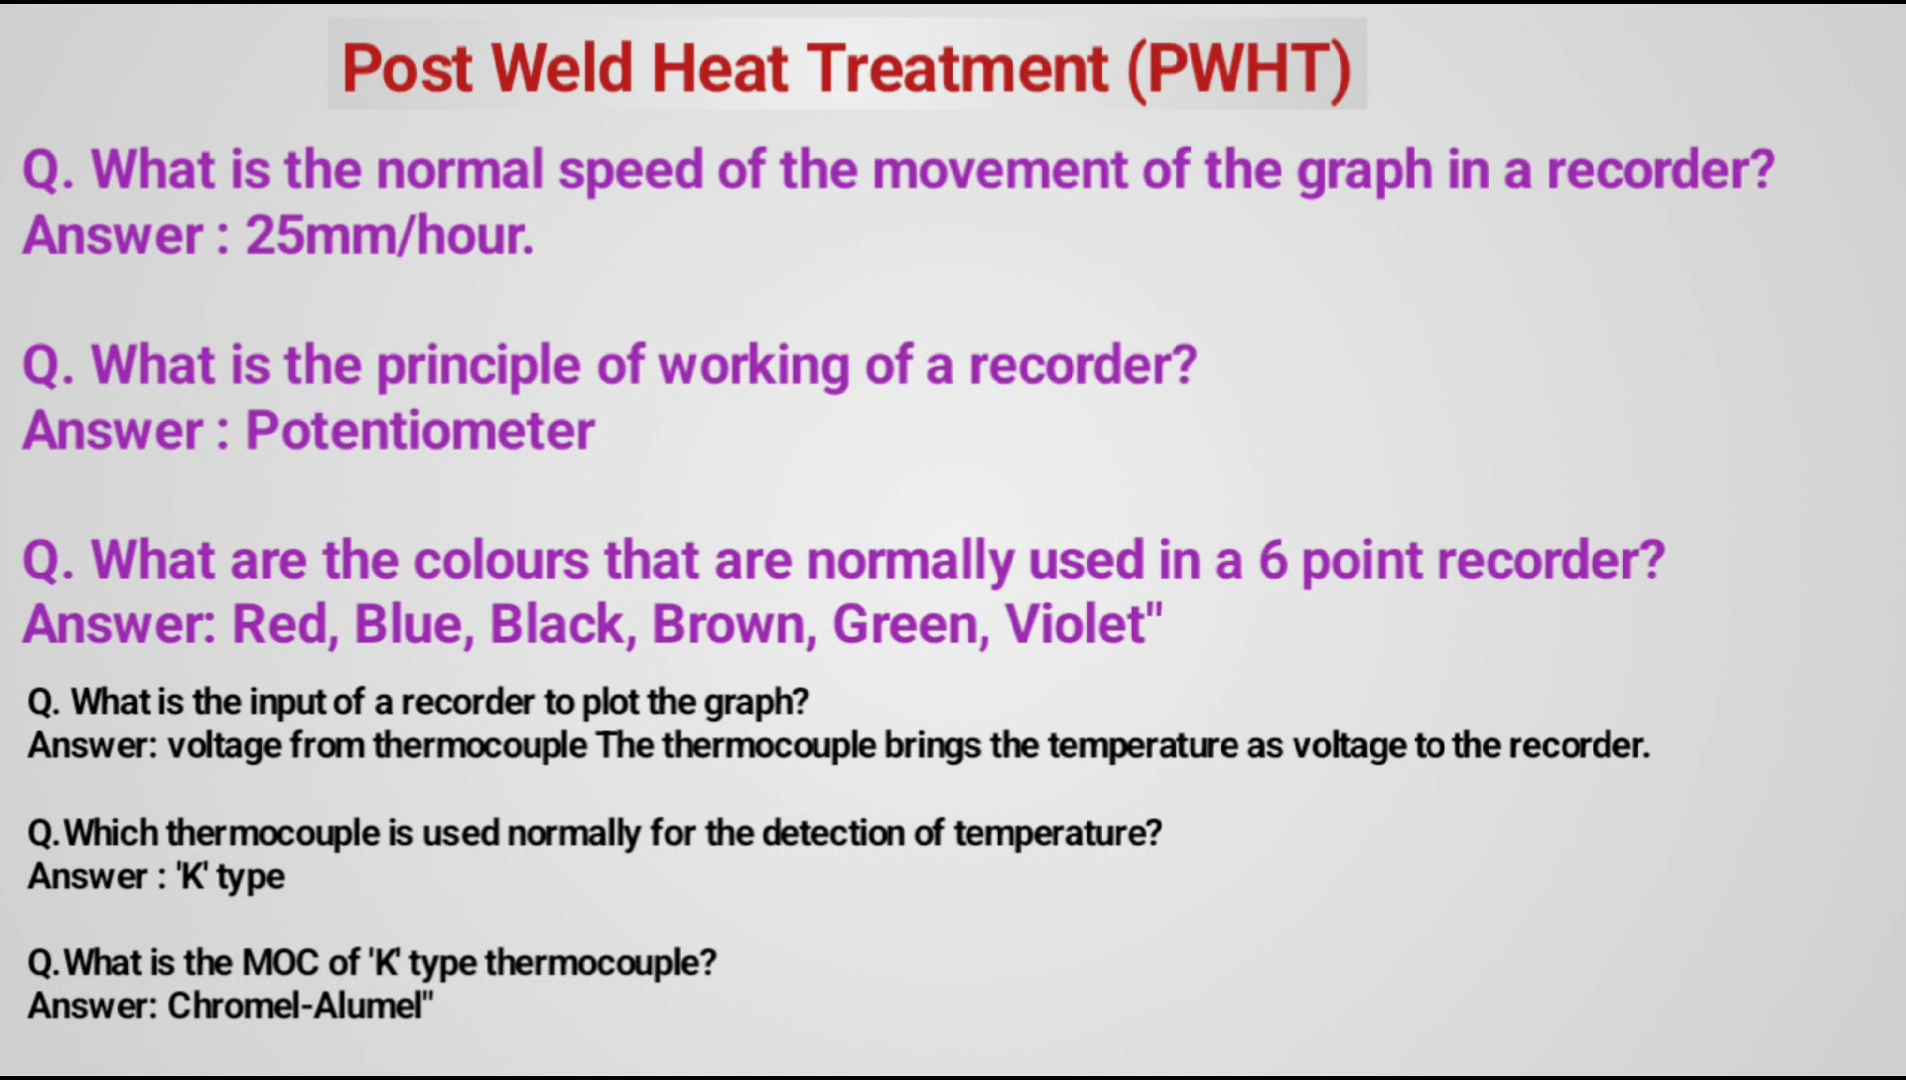 Post Weld Heat Treatment (PWHT)
Q. What is the normal speed of the movement of the graph in a recorder?
Answer : 25mm/hour.
Q. What is the principle of working of a recorder?
Answer : Potentiometer
Q. What are the colours that are normally used in a 6 point recorder?
Answer: Red, Blue, Black, Brown, Green, Violet"
Q. What is the input of a recorder to plot the graph?
Answer: voltage from thermocouple The thermocouple brings the temperature as voltage to the recorder.
Q.Which thermocouple is used normally for the detection of temperature?
Answer : 'K' type
Q.What is the MOC of 'K' type thermocouple?
Answer: Chromel-Alumel"